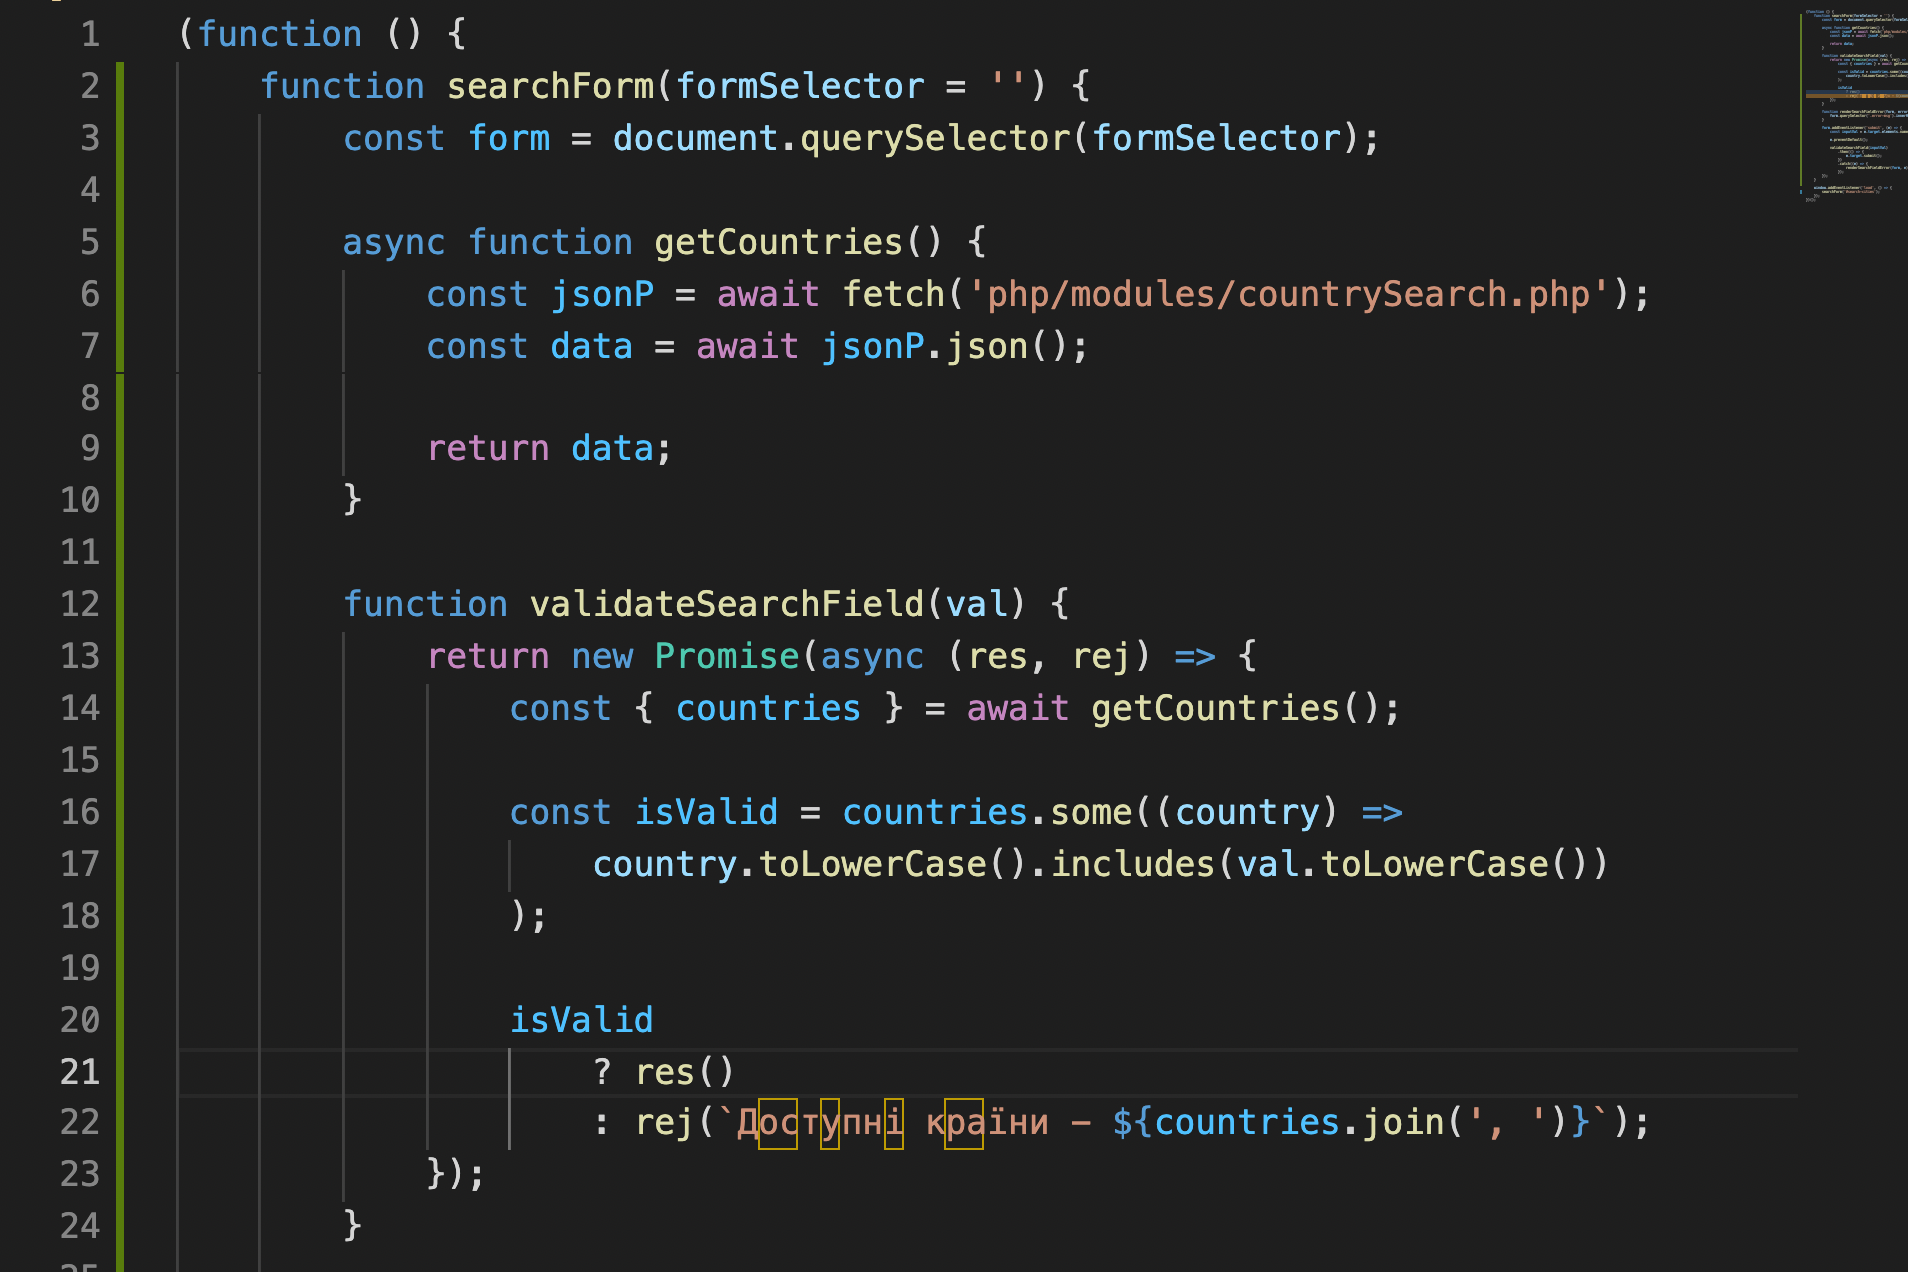 1 (function () {
2 function searchForm(formSelector = '') {
3 const form = document.querySelector(formSelector);
4
5 async function getCountries() {
6 const jsonP = await fetch('php/modules/countrySearch.php');
7 const data = await jsonP.json();
8
9 return data;
10 }
11
12 function validateSearchField(val) {
13 return new Promise(async (res, rej) => {
14 const { countries } = await getCountries();
15
16 const isValid = countries.some((country) =>
17 country.toLowerCase().includes(val.toLowerCase())
18 );
19
20 isValid
21 ? res()
22 : rej(`Доступні країни – ${countries.join(', ')}`);
23 });
24 }